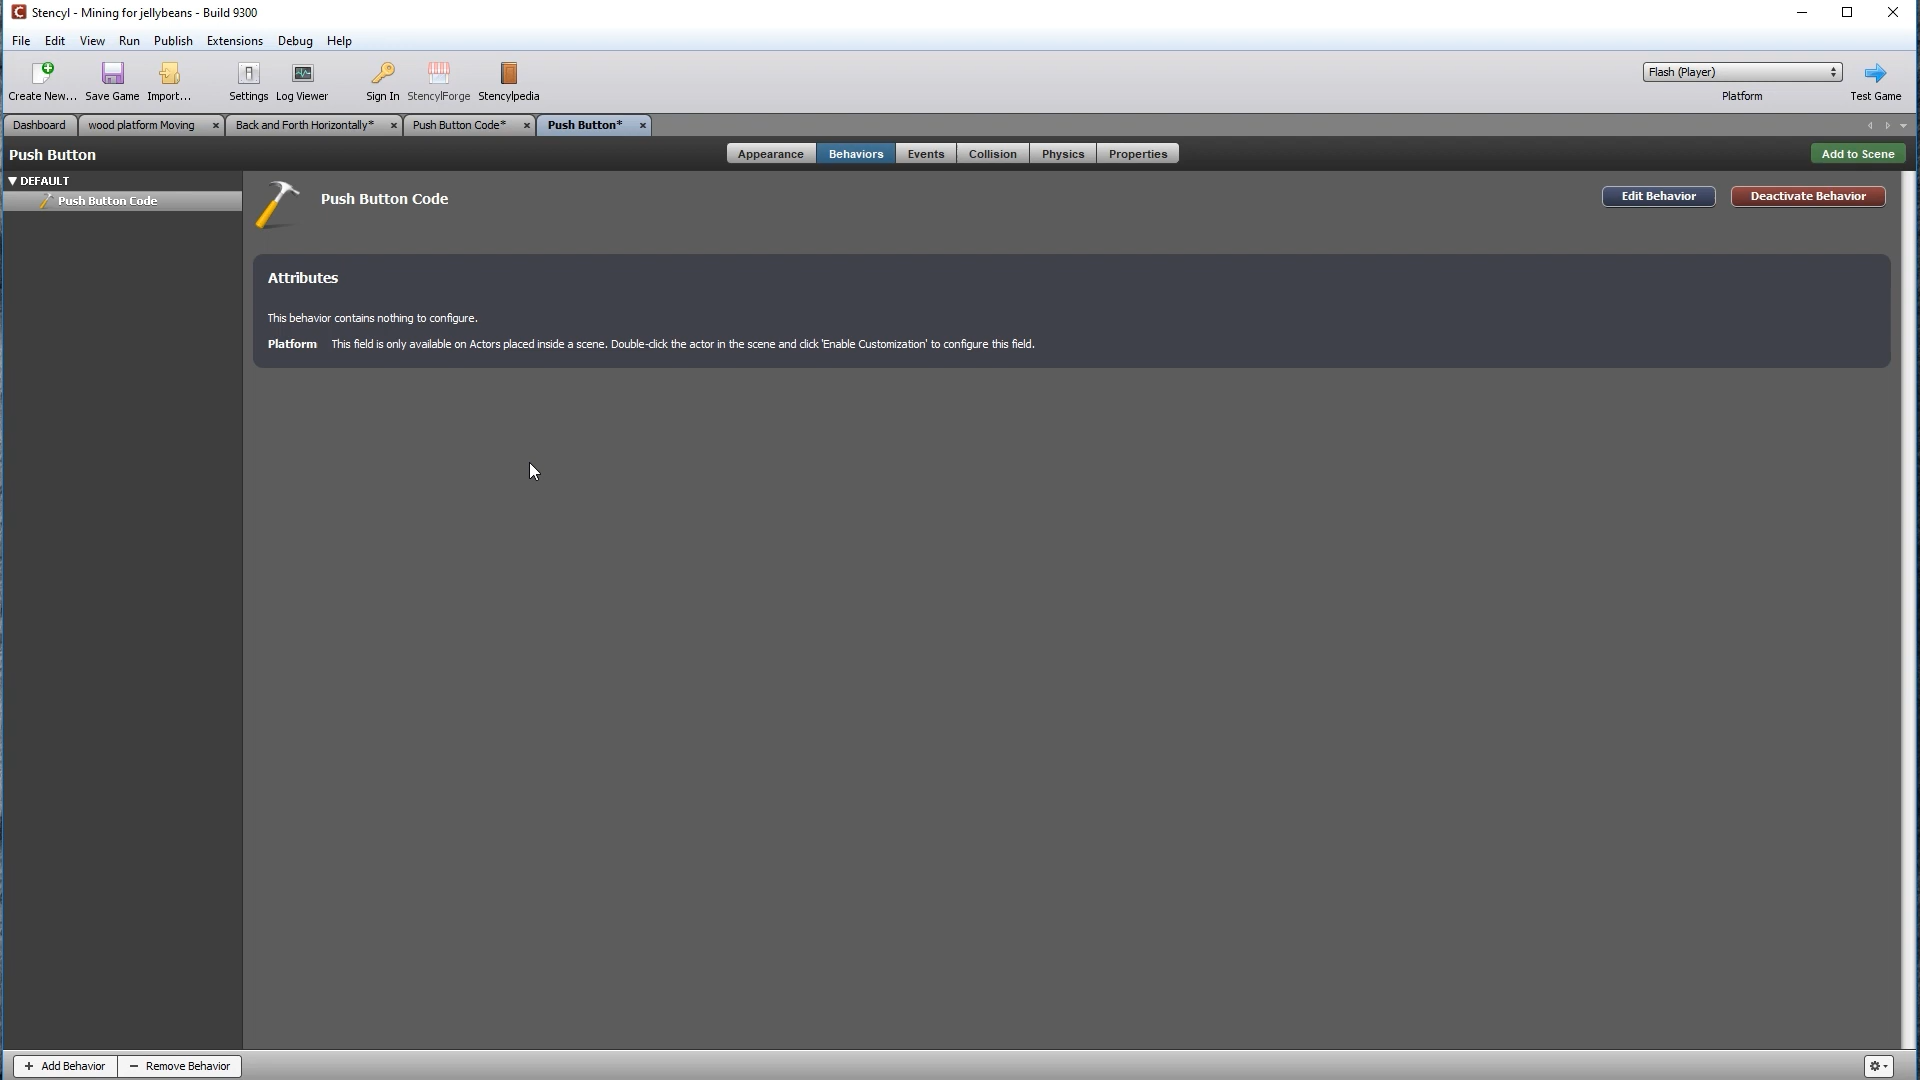 Stencyl - Mining for jellybeans - Build 9300
File Edit View Run Publish Extensions Debug Help
Create New... Save Game Import... Settings Log Viewer Sign In StencylForge Stencylpedia
Flash (Player)
Platform
Test Game
Dashboard wood platform Moving Back and Forth Horizontally* Push Button Code* Push Button*
Push Button
Appearance Behaviors Events Collision Physics Properties
Add to Scene
DEFAULT
Push Button Code
Push Button Code
Edit Behavior
Deactivate Behavior
Attributes
This behavior contains nothing to configure.
Platform This field is only available on Actors placed inside a scene. Double-click the actor in the scene and click 'Enable Customization' to configure this field.
+ Add Behavior
− Remove Behavior